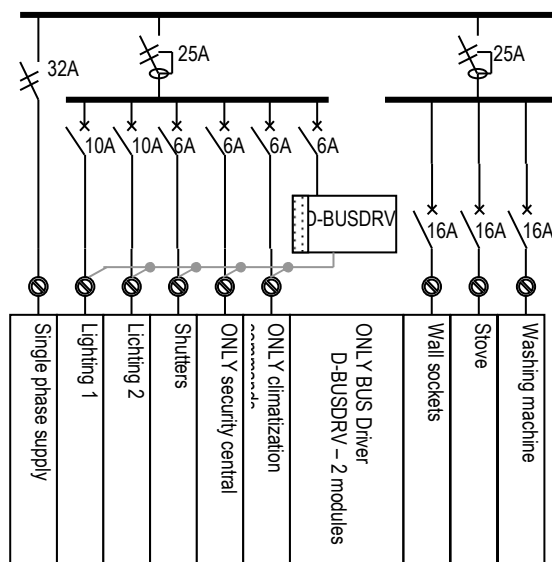 32A
25A
25A
10A
10A
6A
6A
6A
6A
D-BUSDRV
16A
16A
16A
Single phase supply
Lighting 1
Lichting 2
Shutters
ONLY security central
ONLY climatization
commands
ONLY BUS Driver
D-BUSDRV – 2 modules
Wall sockets
Stove
Washing machine